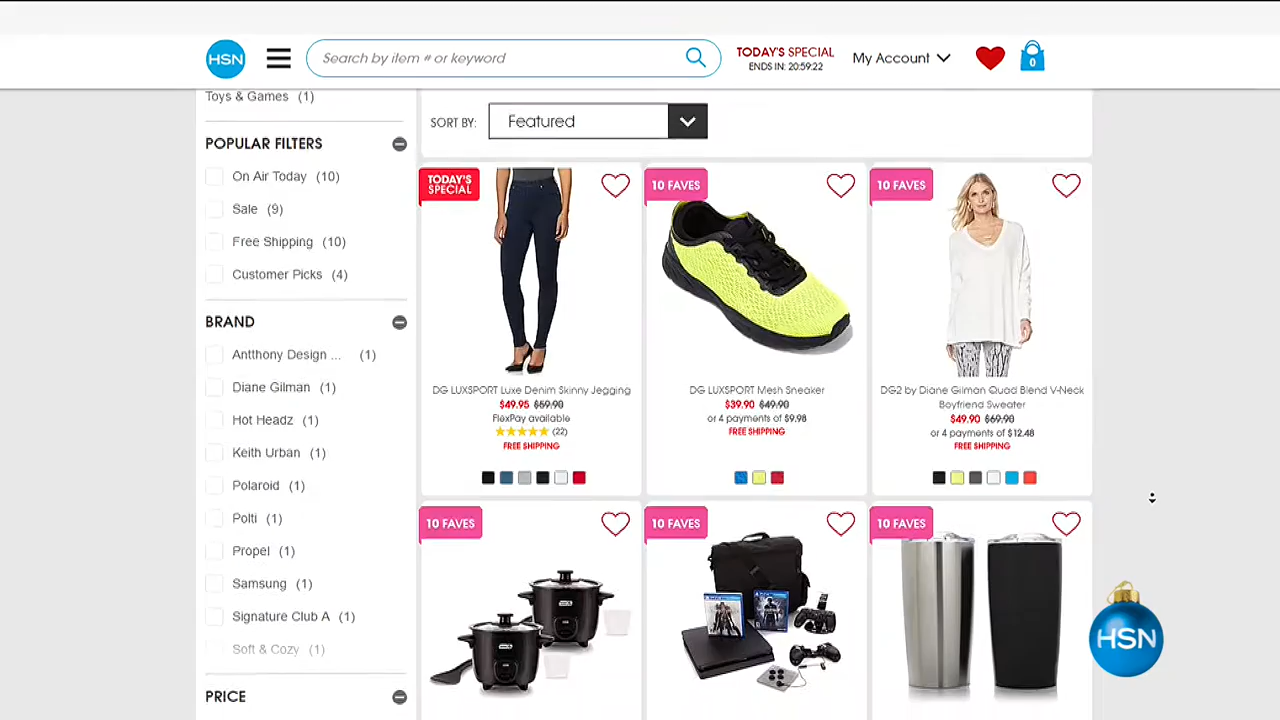 HSN
Search by item # or keyword
TODAY'S SPECIAL
ENDS IN: 20:59:22
My Account
0
Toys & Games (1)
POPULAR FILTERS
On Air Today (10)
Sale (9)
Free Shipping (10)
Customer Picks (4)
BRAND
Antthony Design ... (1)
Diane Gilman (1)
Hot Headz (1)
Keith Urban (1)
Polaroid (1)
Polti (1)
Propel (1)
Samsung (1)
Signature Club A (1)
Soft & Cozy (1)
PRICE
SORT BY: Featured
TODAY'S
SPECIAL
DG LUXSPORT Luxe Denim Skinny Jegging
$49.95 $59.90
FlexPay available
(22)
FREE SHIPPING
10 FAVES
DG LUXSPORT Mesh Sneaker
$39.90 $49.90
or 4 payments of $9.98
FREE SHIPPING
10 FAVES
DG2 by Diane Gilman Quad Blend V-Neck
Boyfriend Sweater
$49.90 $69.90
or 4 payments of $12.48
FREE SHIPPING
10 FAVES
10 FAVES
10 FAVES
HSN